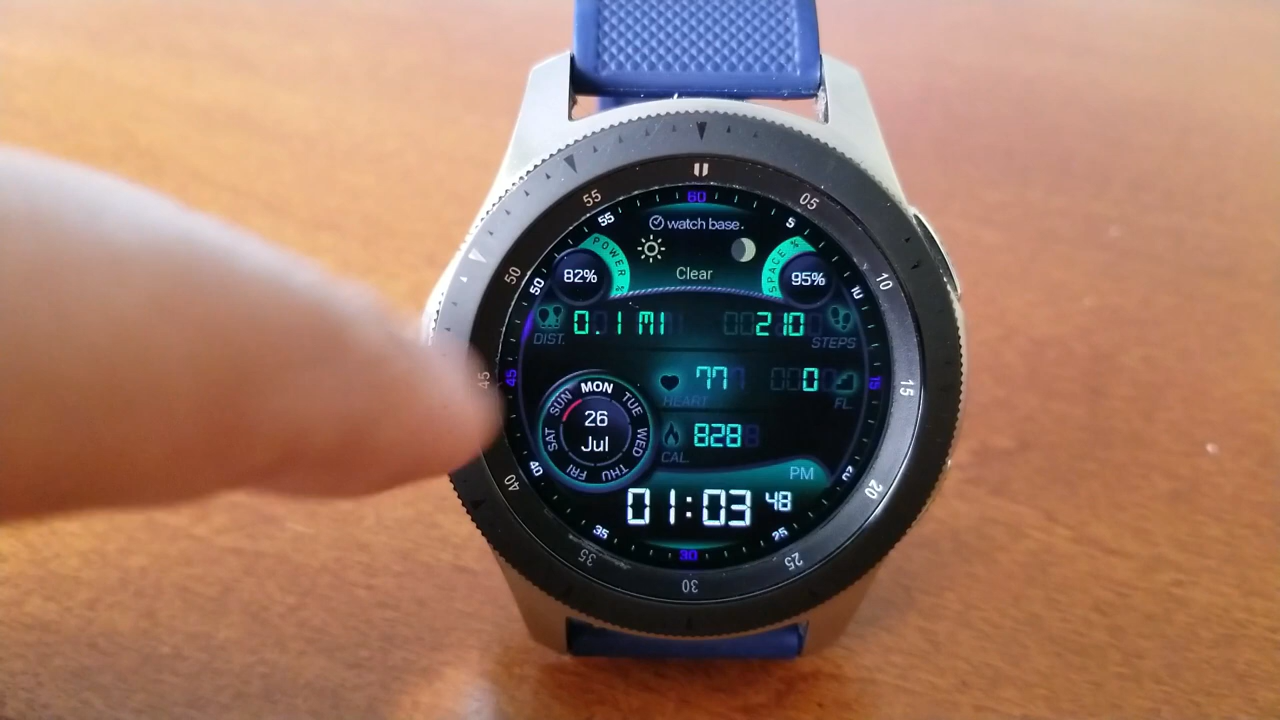 55
05
50
10
45
15
40
20
35
25
30
60
55
5
50
10
45
15
40
20
35
25
30
watch base.
POWER %
82%
SPACE %
95%
Clear
0.1 MI
210
DIST.
STEPS
77
0
HEART
FL.
828
CAL.
SUN MON TUE WED THU FRI SAT
26
Jul
PM
01:03 48